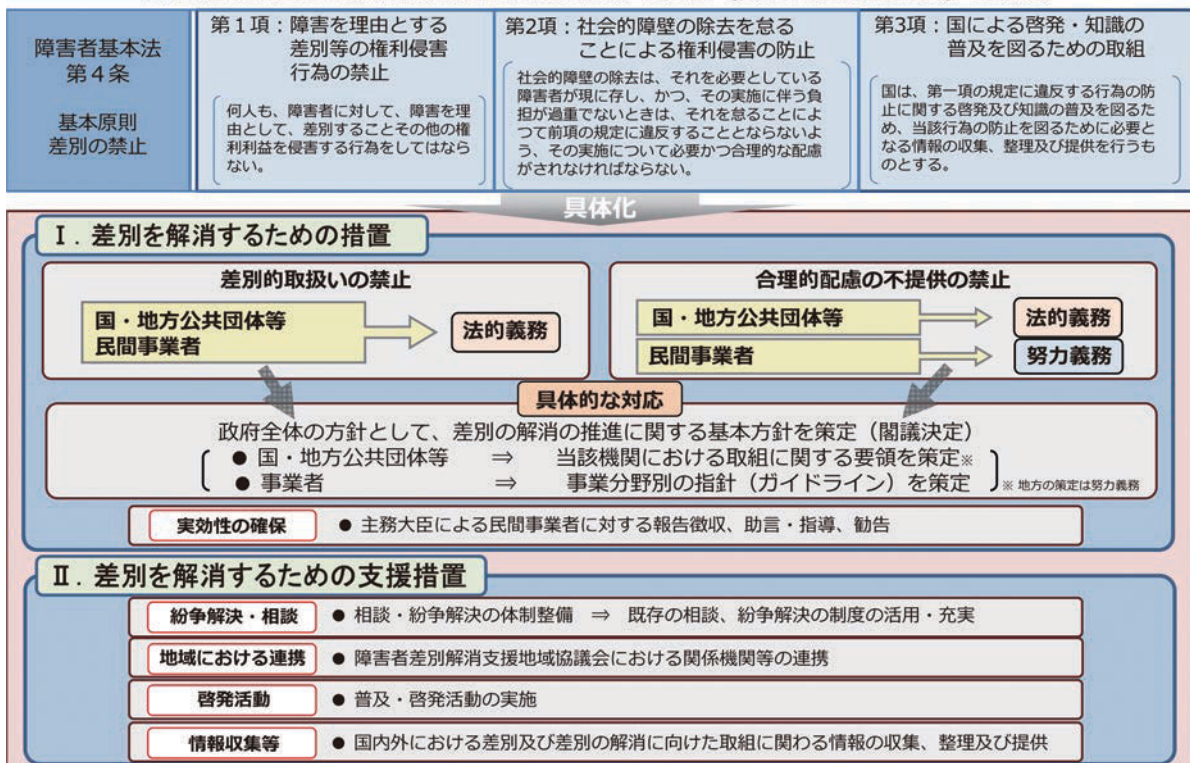 障害者基本法
第4条
基本原則
差別の禁止
第1項：障害を理由とする
差別等の権利侵害
行為の禁止
何人も、障害者に対して、障害を理
由として、差別することその他の権
利利益を侵害する行為をしてはなら
ない。
第2項：社会的障壁の除去を怠る
ことによる権利侵害の防止
社会的障壁の除去は、それを必要としている
障害者が現に存し、かつ、その実施に伴う負
担が過重でないときは、それを怠ることによ
つて前項の規定に違反することとならないよ
う、その実施について必要かつ合理的な配慮
がされなければならない。
第3項：国による啓発・知識の
普及を図るための取組
国は、第一項の規定に違反する行為の防
止に関する啓発及び知識の普及を図るた
め、当該行為の防止を図るために必要と
なる情報の収集、整理及び提供を行うも
のとする。
具体化
Ⅰ．差別を解消するための措置
差別的取扱いの禁止
国・地方公共団体等
民間事業者
法的義務
合理的配慮の不提供の禁止
国・地方公共団体等
法的義務
民間事業者
努力義務
具体的な対応
政府全体の方針として、差別の解消の推進に関する基本方針を策定（閣議決定）
● 国・地方公共団体等 ⇒ 当該機関における取組に関する要領を策定※
● 事業者 ⇒ 事業分野別の指針（ガイドライン）を策定
※ 地方の策定は努力義務
実効性の確保 ● 主務大臣による民間事業者に対する報告徴収、助言・指導、勧告
Ⅱ．差別を解消するための支援措置
紛争解決・相談 ● 相談・紛争解決の体制整備 ⇒ 既存の相談、紛争解決の制度の活用・充実
地域における連携 ● 障害者差別解消支援地域協議会における関係機関等の連携
啓発活動 ● 普及・啓発活動の実施
情報収集等 ● 国内外における差別及び差別の解消に向けた取組に関わる情報の収集、整理及び提供